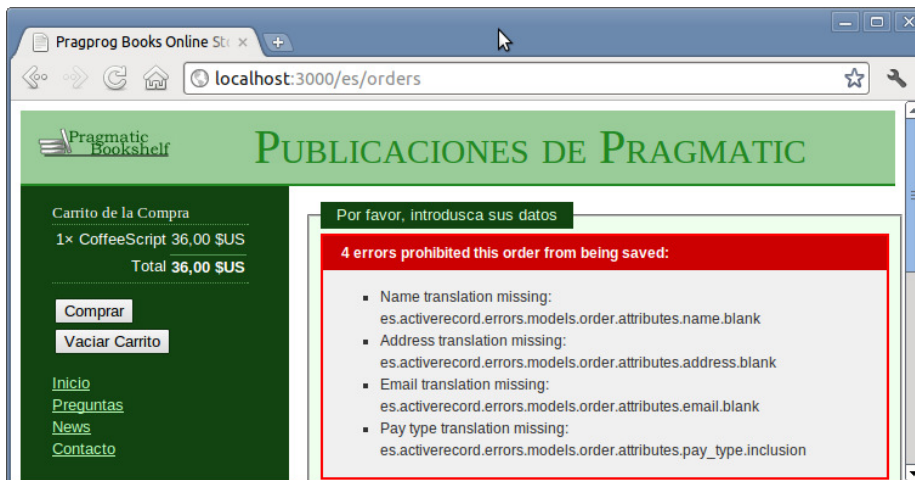 Pragprog Books Online Sto
localhost:3000/es/orders
Pragmatic
Bookshelf
PUBLICACIONES DE PRAGMATIC
Carrito de la Compra
1× CoffeeScript 36,00 $US
Total 36,00 $US
Comprar
Vaciar Carrito
Inicio
Preguntas
News
Contacto
Por favor, introdusca sus datos
4 errors prohibited this order from being saved:
Name translation missing:
es.activerecord.errors.models.order.attributes.name.blank
Address translation missing:
es.activerecord.errors.models.order.attributes.address.blank
Email translation missing:
es.activerecord.errors.models.order.attributes.email.blank
Pay type translation missing:
es.activerecord.errors.models.order.attributes.pay_type.inclusion